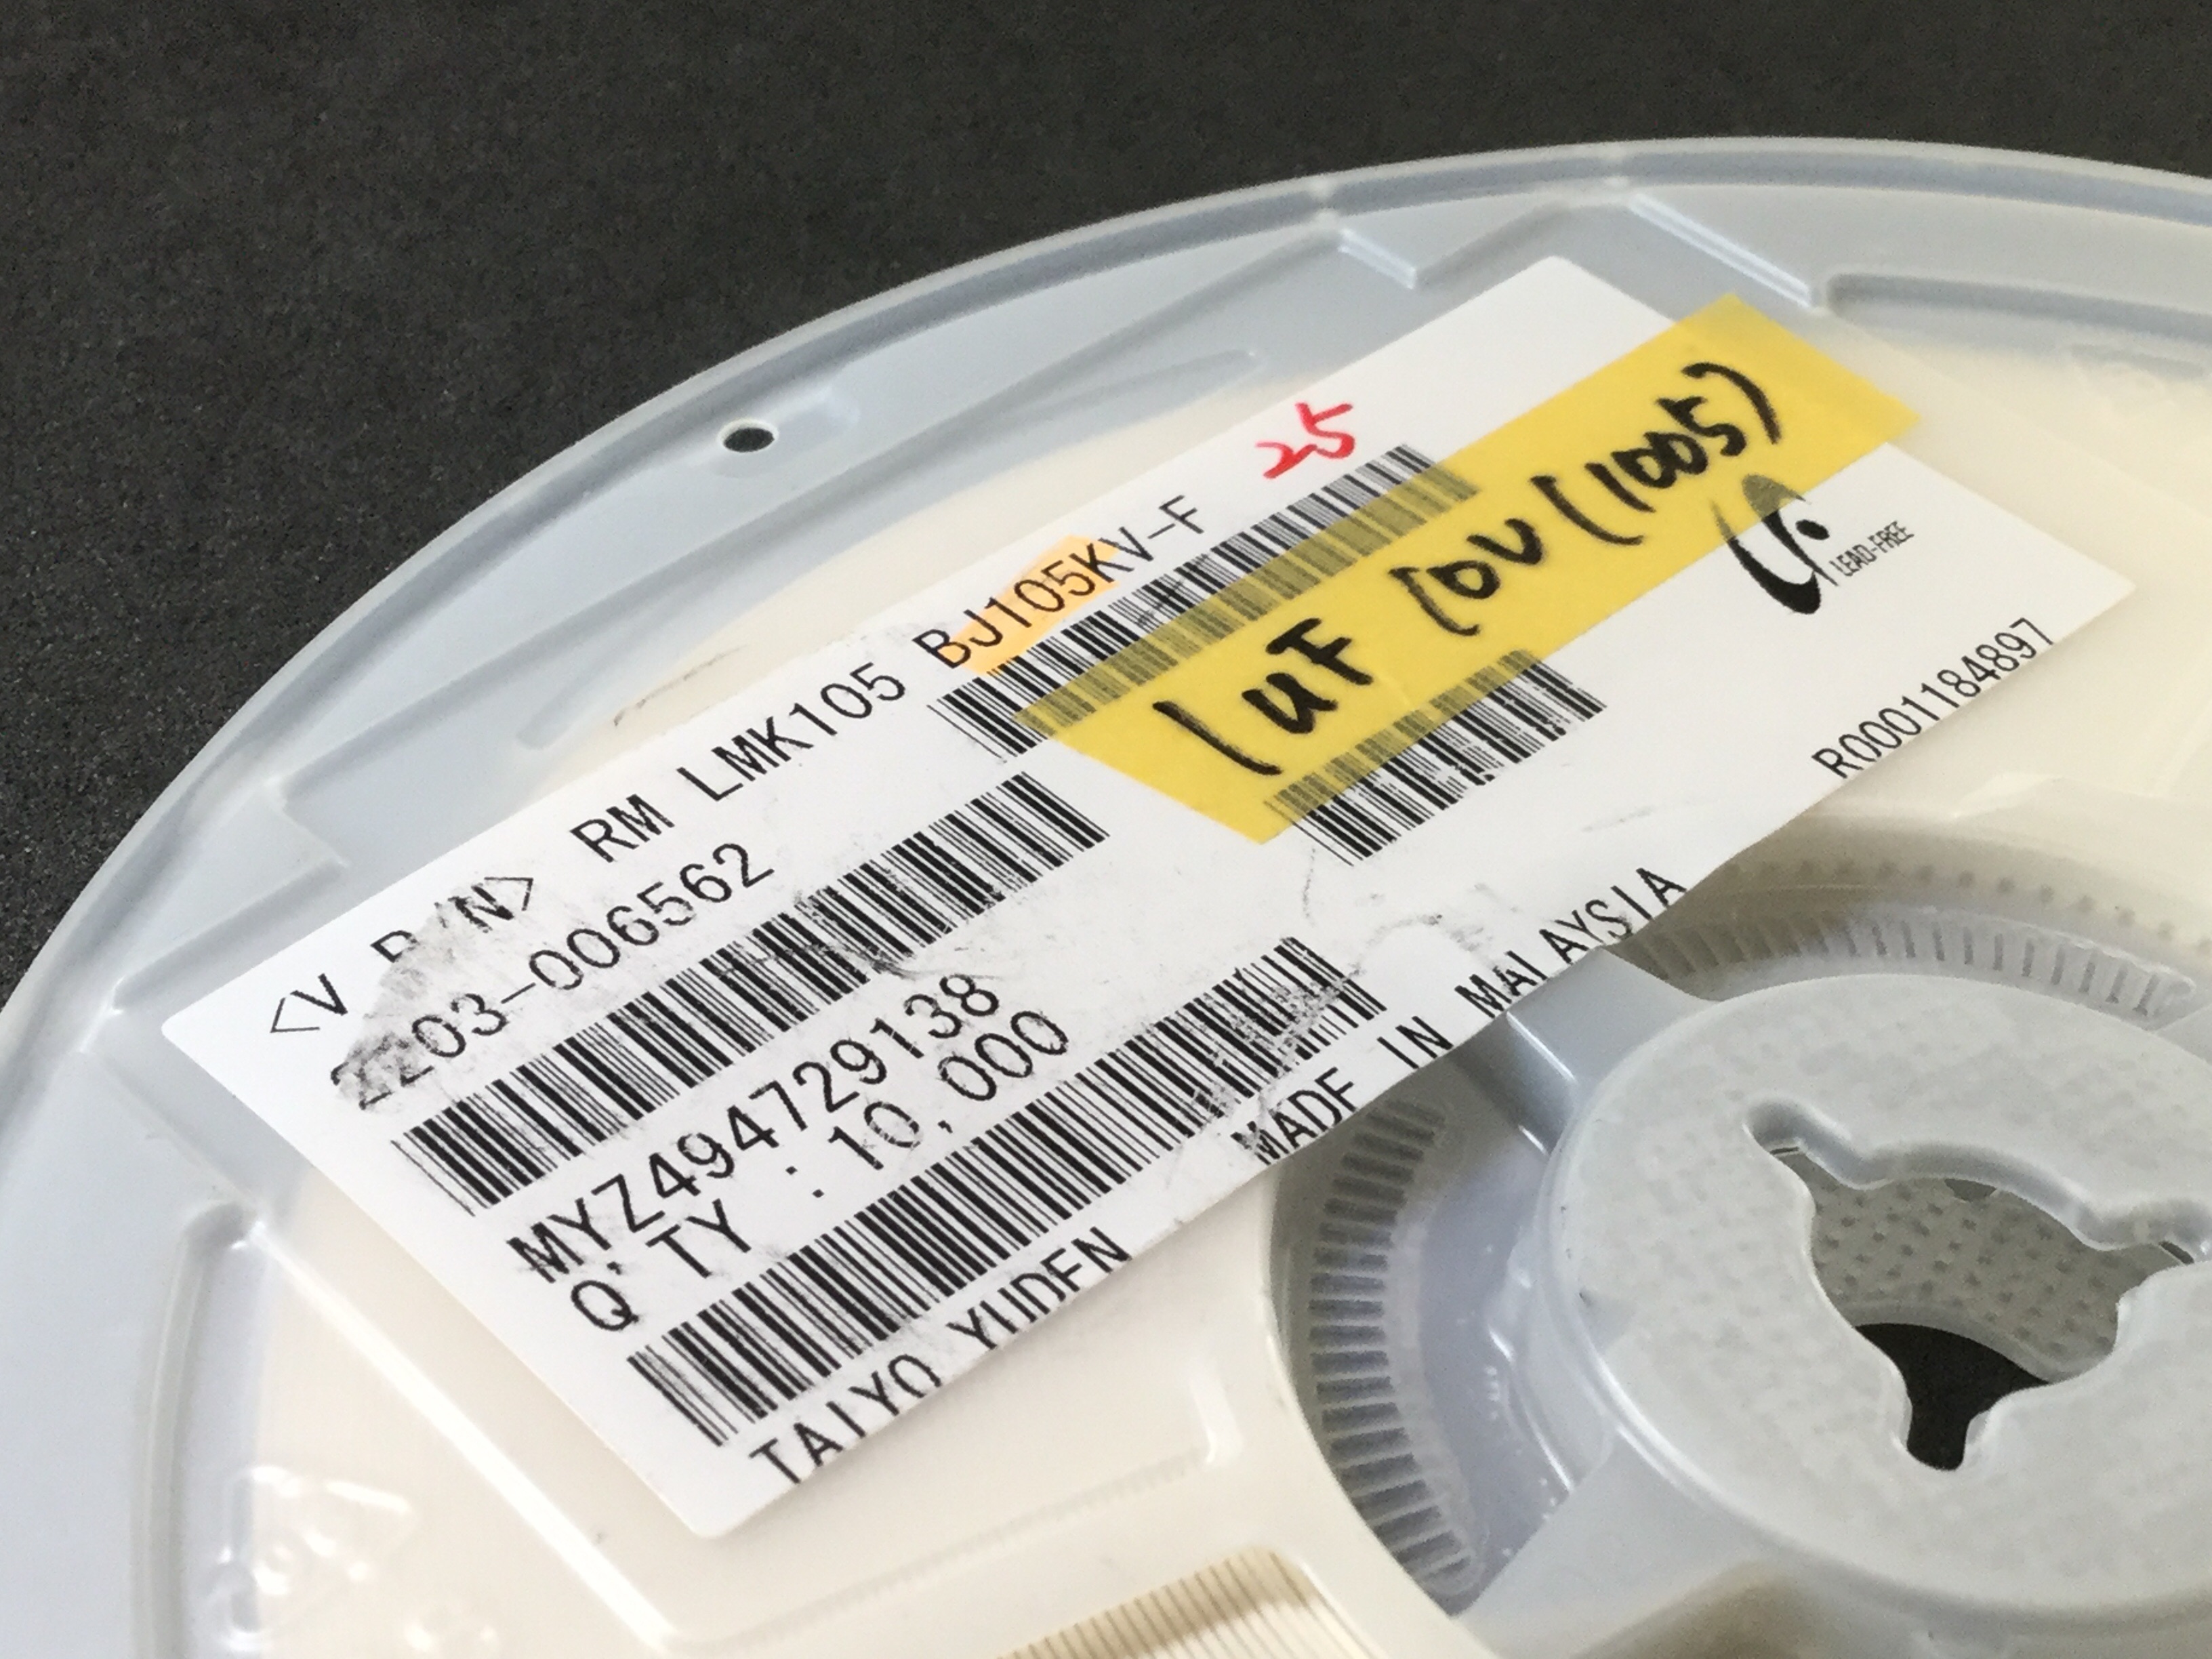 25
<V P/N> RM LMK105 BJ105KV-F
1uF 10V (1005)
2203-006562
LEAD-FREE
MYZ494729138
Q'TY : 10,000
R0001184897
TAIYO YUDEN MADE IN MALAYSIA